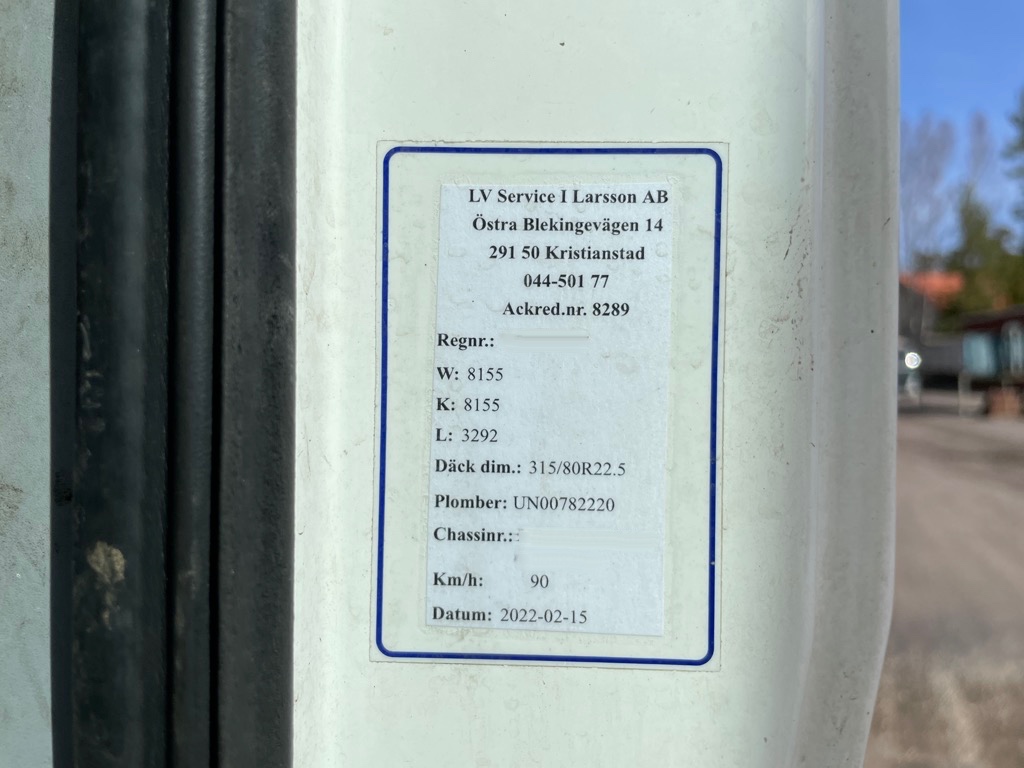 LV Service I Larsson AB
Östra Blekingevägen 14
291 50 Kristianstad
044-501 77
Ackred.nr. 8289
Regnr.:
W: 8155
K: 8155
L: 3292
Däck dim.: 315/80R22.5
Plomber: UN00782220
Chassinr.:
Km/h: 90
Datum: 2022-02-15